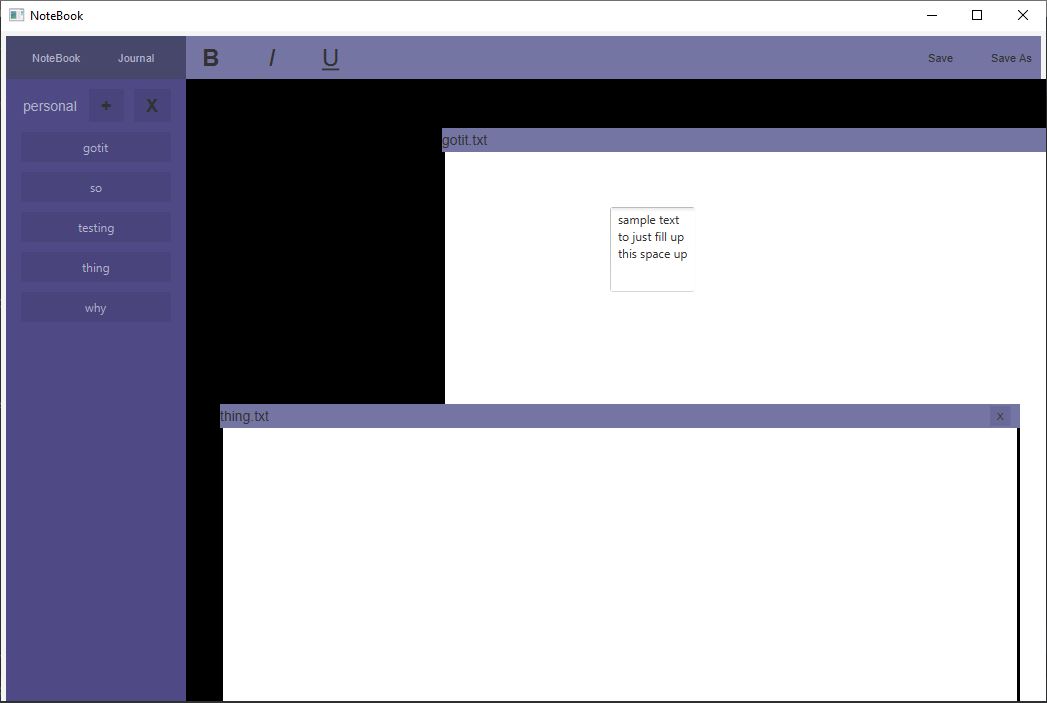 NoteBook
NoteBook Journal B I U Save Save As
personal + X
gotit
so
testing
thing
why
gotit.txt
sample text
to just fill up
this space up
thing.txt x